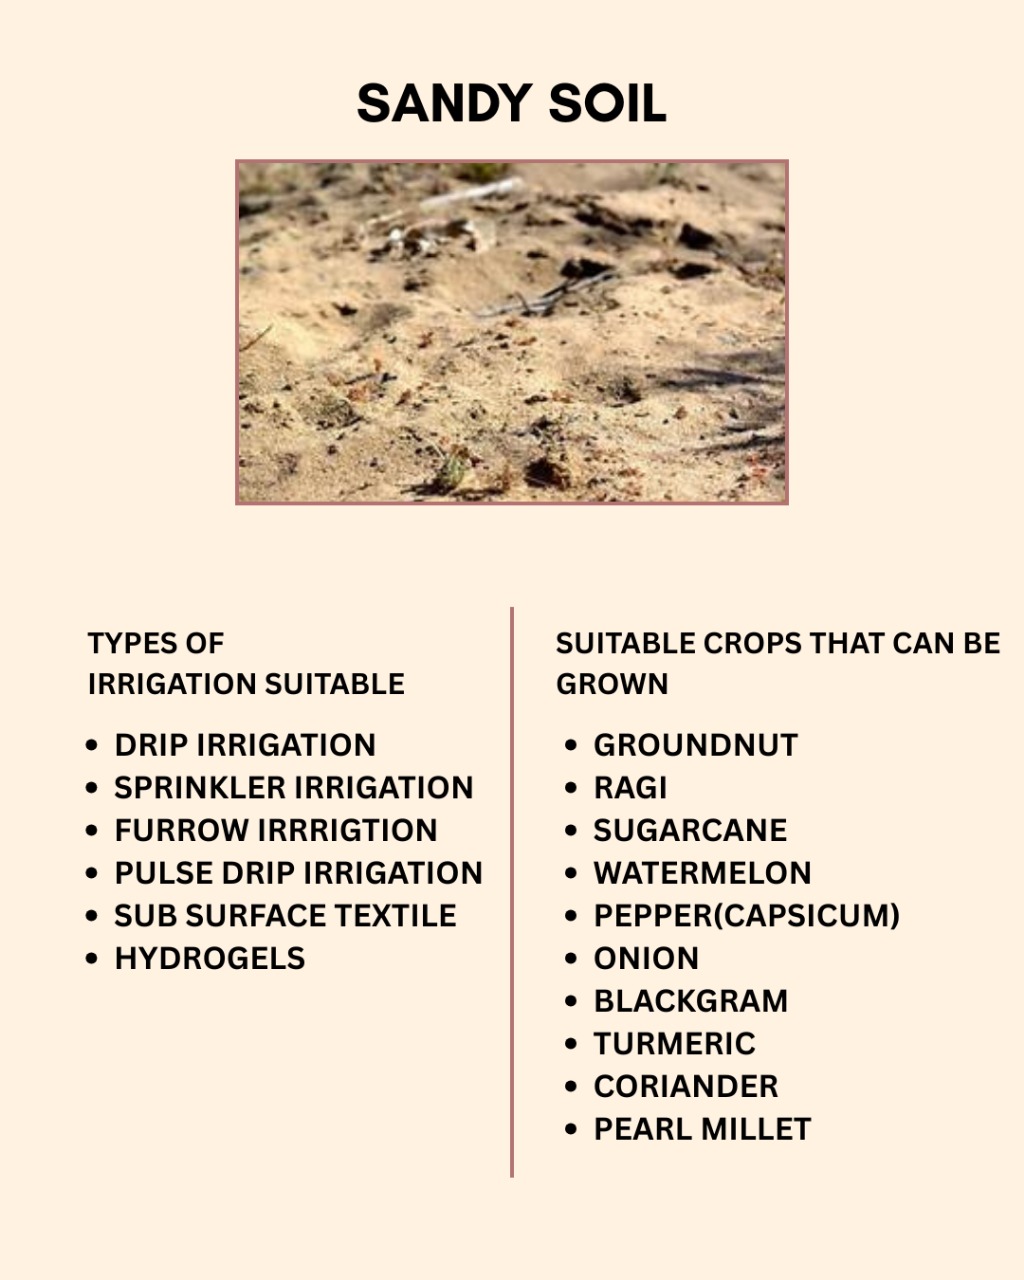 SANDY SOIL
TYPES OF
IRRIGATION SUITABLE
• DRIP IRRIGATION
• SPRINKLER IRRIGATION
• FURROW IRRRIGTION
• PULSE DRIP IRRIGATION
• SUB SURFACE TEXTILE
• HYDROGELS
SUITABLE CROPS THAT CAN BE
GROWN
• GROUNDNUT
• RAGI
• SUGARCANE
• WATERMELON
• PEPPER(CAPSICUM)
• ONION
• BLACKGRAM
• TURMERIC
• CORIANDER
• PEARL MILLET